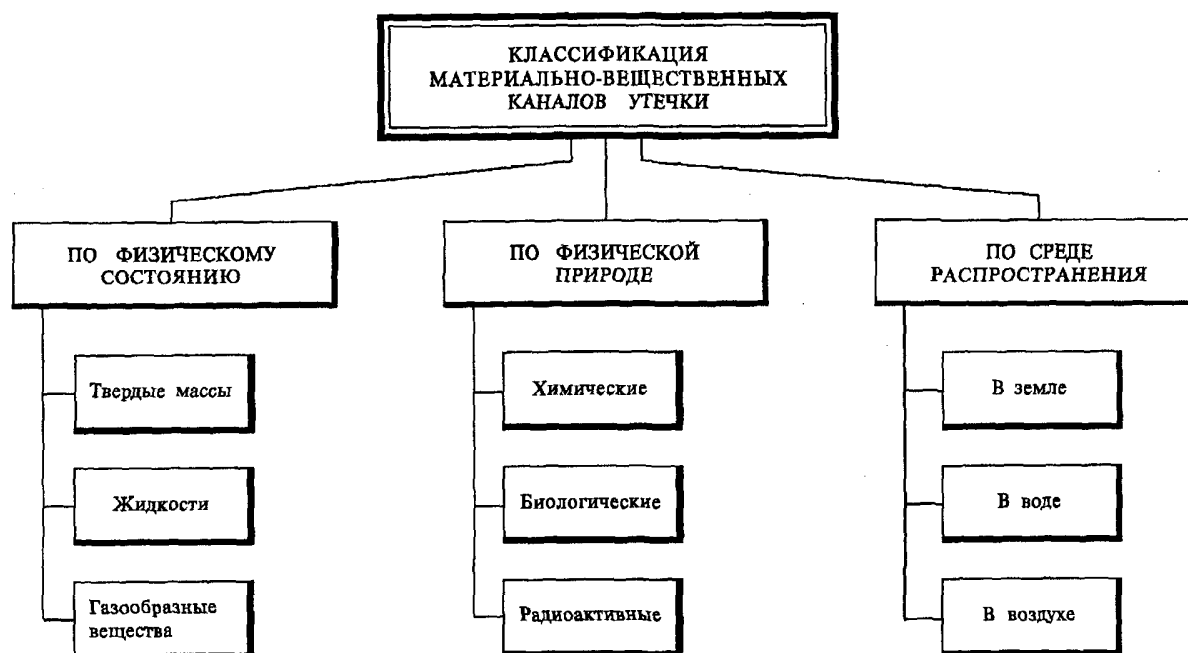 КЛАССИФИКАЦИЯ
МАТЕРИАЛЬНО-ВЕЩЕСТВЕННЫХ
КАНАЛОВ УТЕЧКИ
ПО ФИЗИЧЕСКОМУ
СОСТОЯНИЮ
Твердые массы
Жидкости
Газообразные
вещества
ПО ФИЗИЧЕСКОЙ
ПРИРОДЕ
Химические
Биологические
Радиоактивные
ПО СРЕДЕ
РАСПРОСТРАНЕНИЯ
В земле
В воде
В воздухе